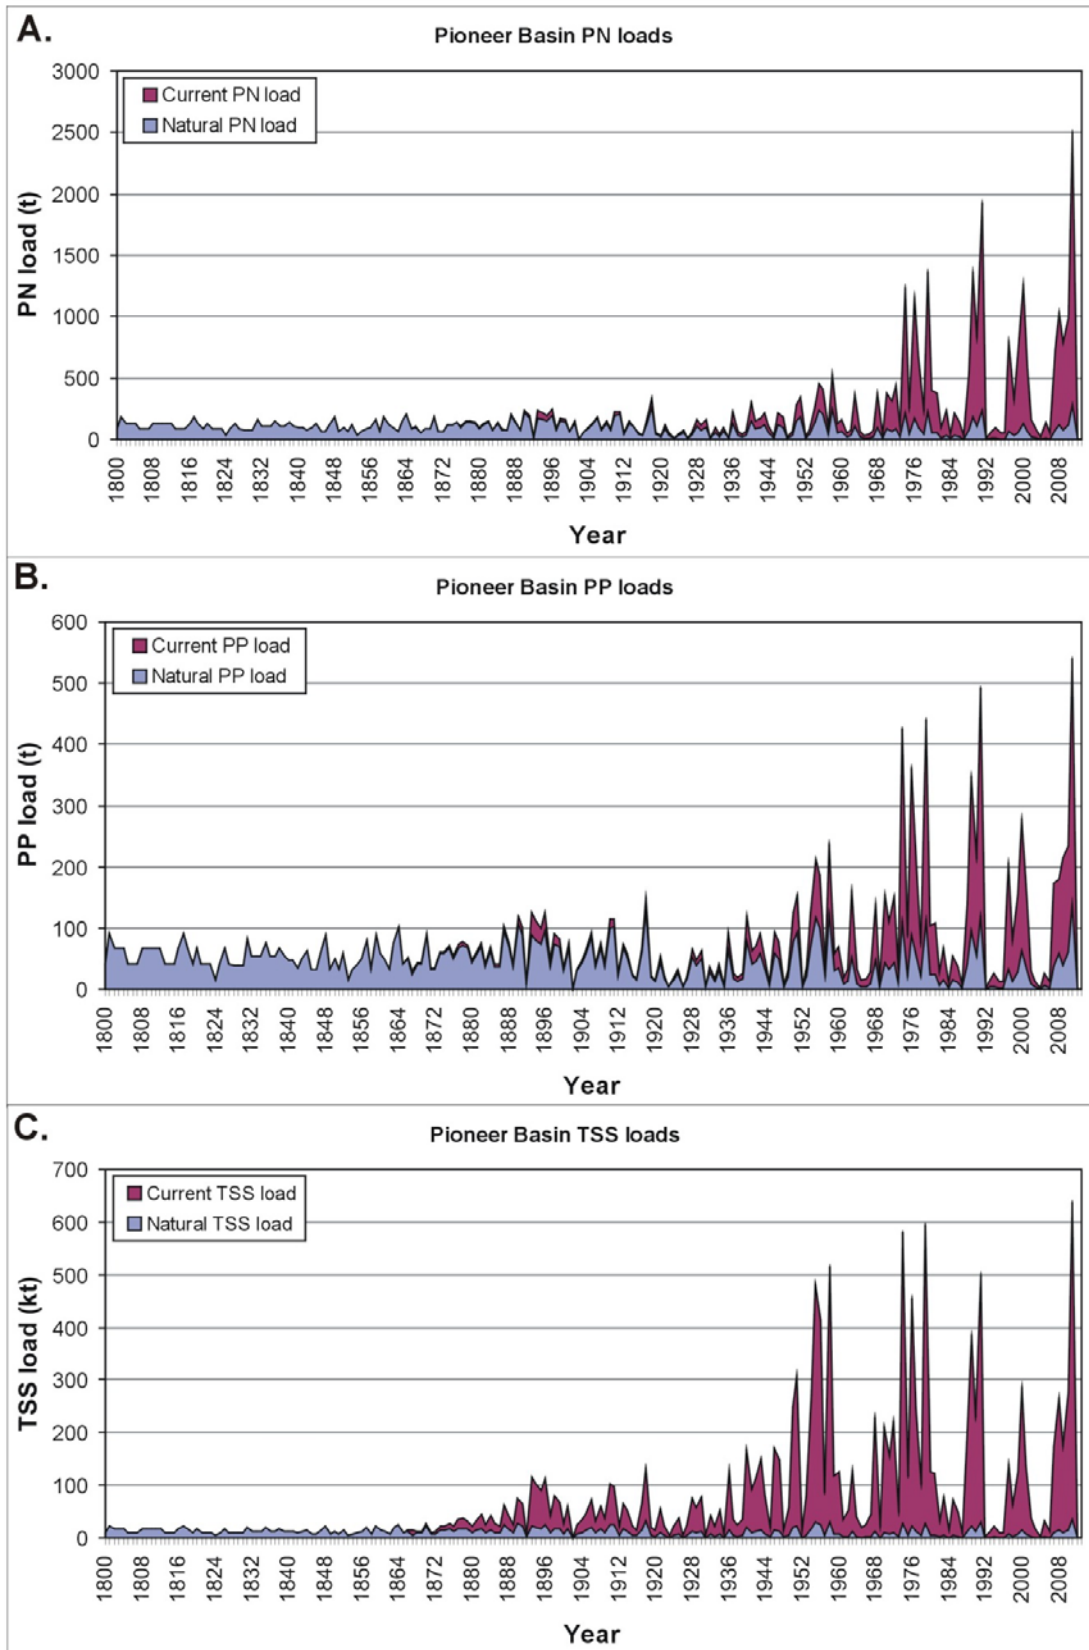 A.
Pioneer Basin PN loads
3000
2500
2000
1500
1000
500
0
PN load (t)
Current PN load
Natural PN load
1800 1808 1816 1824 1832 1840 1848 1856 1864 1872 1880 1888 1896 1904 1912 1920 1928 1936 1944 1952 1960 1968 1976 1984 1992 2000 2008
Year
B.
Pioneer Basin PP loads
600
500
400
300
200
100
0
PP load (t)
Current PP load
Natural PP load
1800 1808 1816 1824 1832 1840 1848 1856 1864 1872 1880 1888 1896 1904 1912 1920 1928 1936 1944 1952 1960 1968 1976 1984 1992 2000 2008
Year
C.
Pioneer Basin TSS loads
700
600
500
400
300
200
100
0
TSS load (kt)
Current TSS load
Natural TSS load
1800 1808 1816 1824 1832 1840 1848 1856 1864 1872 1880 1888 1896 1904 1912 1920 1928 1936 1944 1952 1960 1968 1976 1984 1992 2000 2008
Year